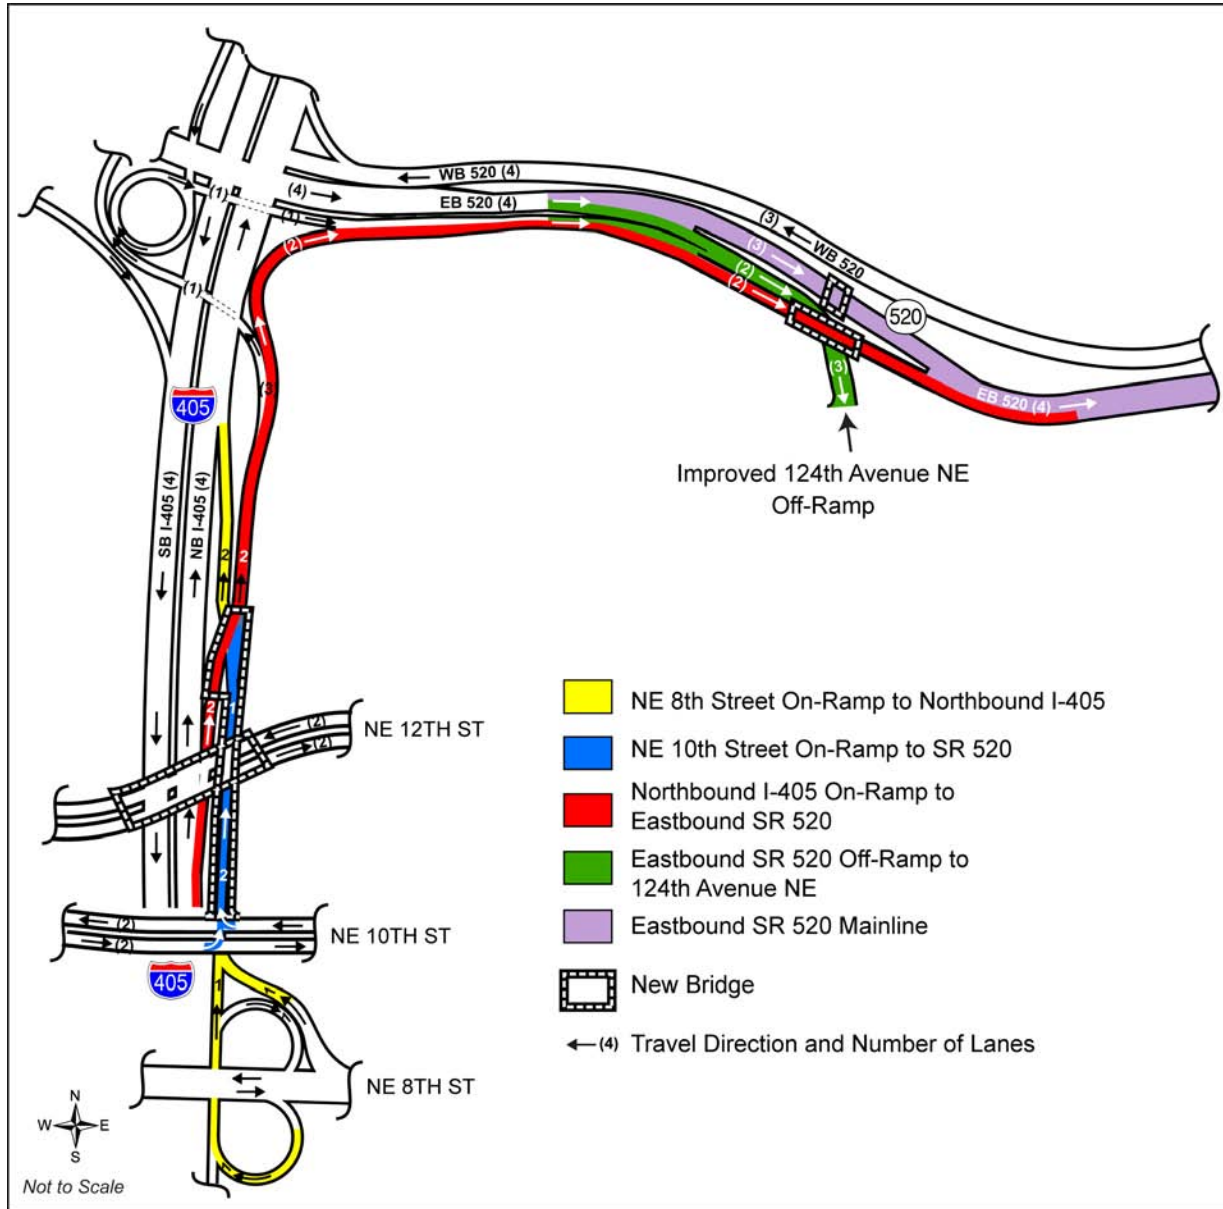 WB 520 (4)
(4)
EB 520 (4)
(1)
(1)
(2)
(1)
(3)
WB 520
(3)
(2)
(2)
520
(3)
(3)
EB 520 (4)
405
Improved 124th Avenue NE
Off-Ramp
SB I-405 (4)
NB I-405 (4)
2
2
2
1
(2)
(2)
NE 12TH ST
2
(2)
(2)
NE 10TH ST
405
1
1
NE 8TH ST
1
1
NE 8th Street On-Ramp to Northbound I-405
NE 10th Street On-Ramp to SR 520
Northbound I-405 On-Ramp to
Eastbound SR 520
Eastbound SR 520 Off-Ramp to
124th Avenue NE
Eastbound SR 520 Mainline
New Bridge
(4) Travel Direction and Number of Lanes
N
W E
S
Not to Scale